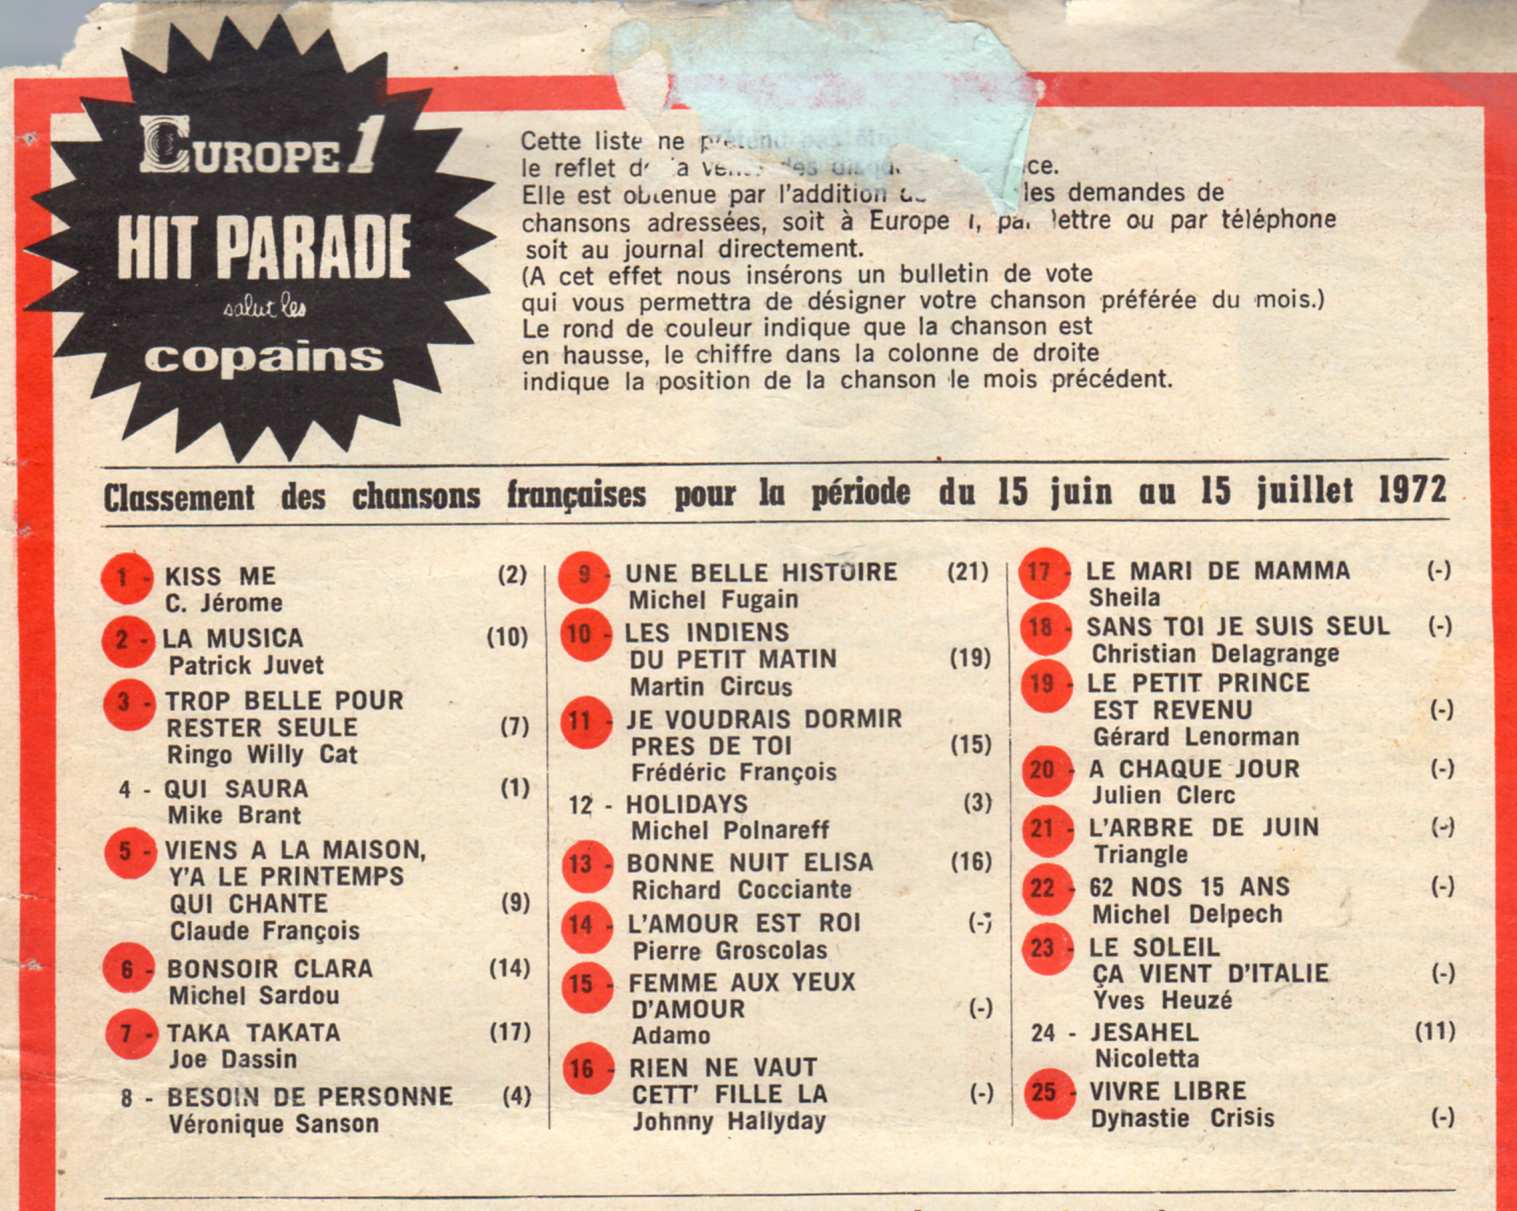 EUROPE 1
HIT PARADE
salut les
copains
Cette liste ne prétend pas
le reflet de la vente des
Elle est obtenue par l'addition les demandes de
chansons adressées, soit à Europe 1, par lettre ou par téléphone
soit au journal directement.
(A cet effet nous insérons un bulletin de vote
qui vous permettra de désigner votre chanson préférée du mois.)
Le rond de couleur indique que la chanson est
en hausse, le chiffre dans la colonne de droite
indique la position de la chanson le mois précédent.
Classement des chansons françaises pour la période du 15 juin au 15 juillet 1972
1 - KISS ME (2)
C. Jérome
2 - LA MUSICA (10)
Patrick Juvet
3 - TROP BELLE POUR
RESTER SEULE (7)
Ringo Willy Cat
4 - QUI SAURA (1)
Mike Brant
5 - VIENS A LA MAISON,
Y'A LE PRINTEMPS
QUI CHANTE (9)
Claude François
6 - BONSOIR CLARA (14)
Michel Sardou
7 - TAKA TAKATA (17)
Joe Dassin
8 - BESOIN DE PERSONNE (4)
Véronique Sanson
9 - UNE BELLE HISTOIRE (21)
Michel Fugain
10 - LES INDIENS
DU PETIT MATIN (19)
Martin Circus
11 - JE VOUDRAIS DORMIR
PRES DE TOI (15)
Frédéric François
12 - HOLIDAYS (3)
Michel Polnareff
13 - BONNE NUIT ELISA (16)
Richard Cocciante
14 - L'AMOUR EST ROI (-)
Pierre Groscolas
15 - FEMME AUX YEUX
D'AMOUR (-)
Adamo
16 - RIEN NE VAUT
CETT' FILLE LA (-)
Johnny Hallyday
17 - LE MARI DE MAMMA (-)
Sheila
18 - SANS TOI JE SUIS SEUL (-)
Christian Delagrange
19 - LE PETIT PRINCE
EST REVENU (-)
Gérard Lenorman
20 - A CHAQUE JOUR (-)
Julien Clerc
21 - L'ARBRE DE JUIN (-)
Triangle
22 - 62 NOS 15 ANS (-)
Michel Delpech
23 - LE SOLEIL
ÇA VIENT D'ITALIE (-)
Yves Heuzé
24 - JESAHEL (11)
Nicoletta
25 - VIVRE LIBRE
Dynastie Crisis (-)